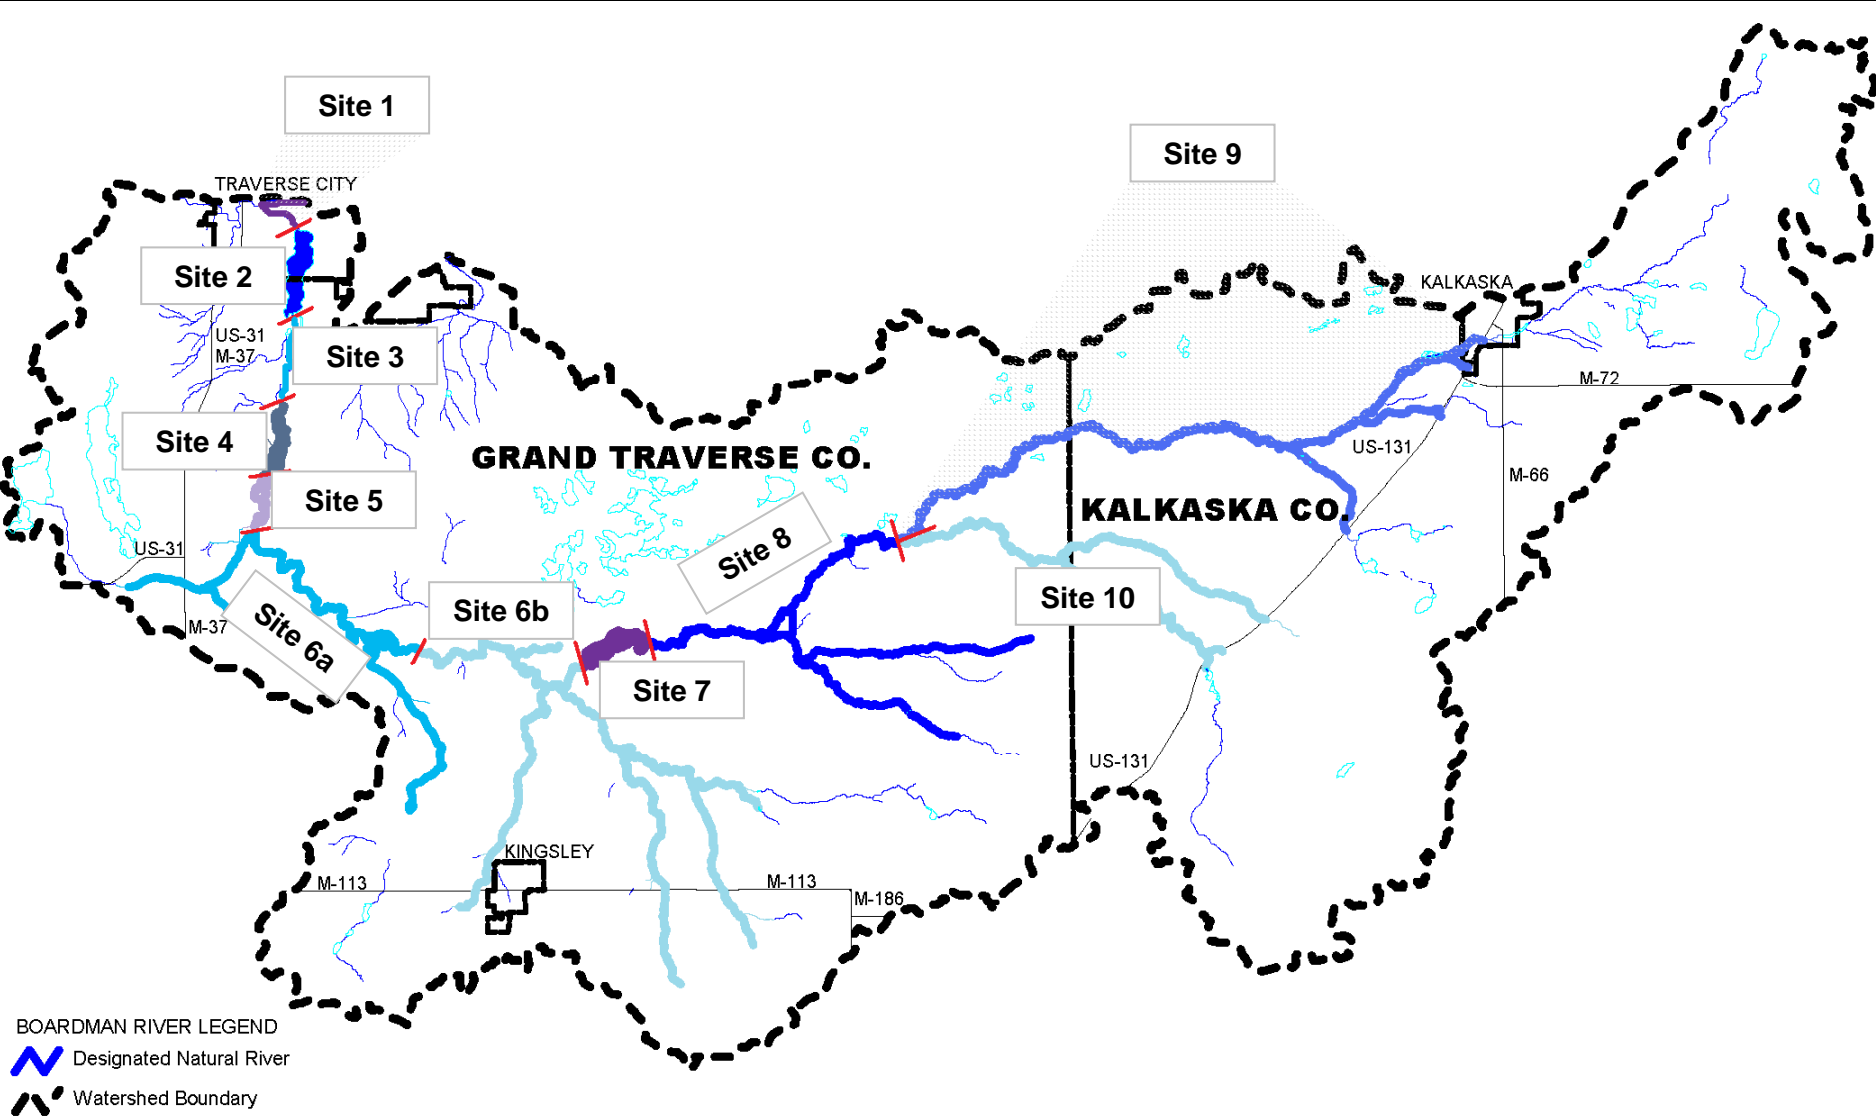 Site 1
Site 9
TRAVERSE CITY
Site 2
KALKASKA
US-31
M-37
Site 3
M-72
Site 4
GRAND TRAVERSE CO.
US-131
M-66
Site 5
KALKASKA CO.
US-31
Site 8
Site 6b
Site 10
M-37
Site 6a
Site 7
US-131
KINGSLEY
M-113
M-113
M-186
BOARDMAN RIVER LEGEND
Designated Natural River
Watershed Boundary